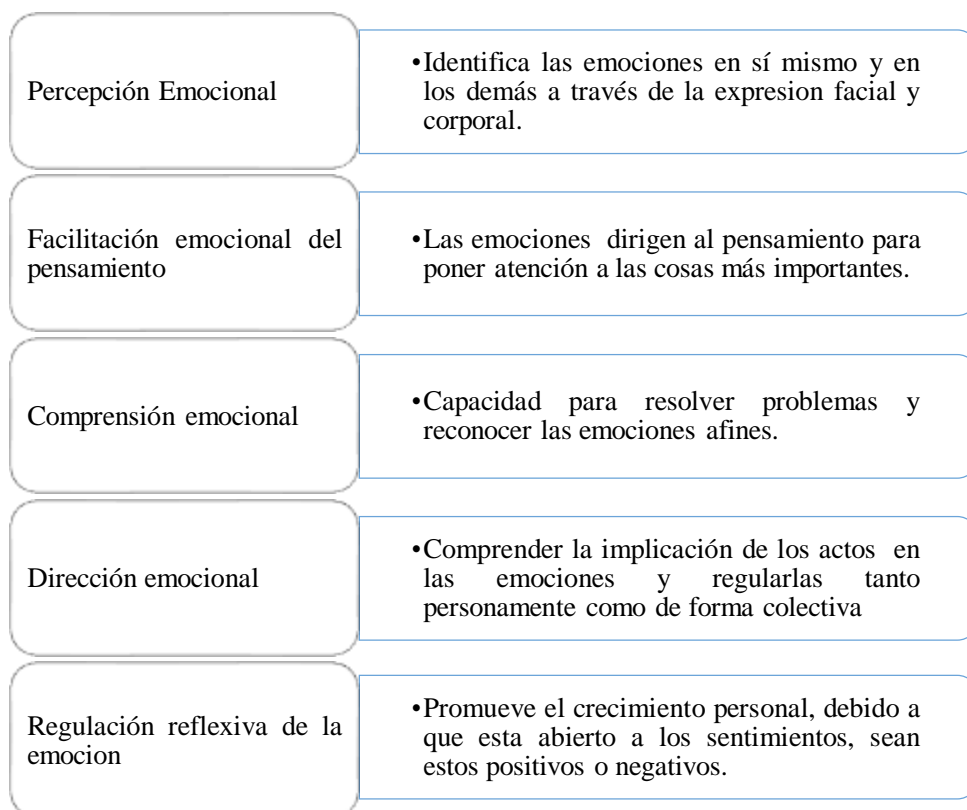 Percepción Emocional
•Identifica las emociones en sí mismo y en
los demás a través de la expresion facial y
corporal.
Facilitación emocional del
pensamiento
•Las emociones dirigen al pensamiento para
poner atención a las cosas más importantes.
Comprensión emocional
•Capacidad para resolver problemas y
reconocer las emociones afines.
Dirección emocional
•Comprender la implicación de los actos en
las emociones y regularlas tanto
personamente como de forma colectiva
Regulación reflexiva de la
emocion
•Promueve el crecimiento personal, debido a
que esta abierto a los sentimientos, sean
estos positivos o negativos.